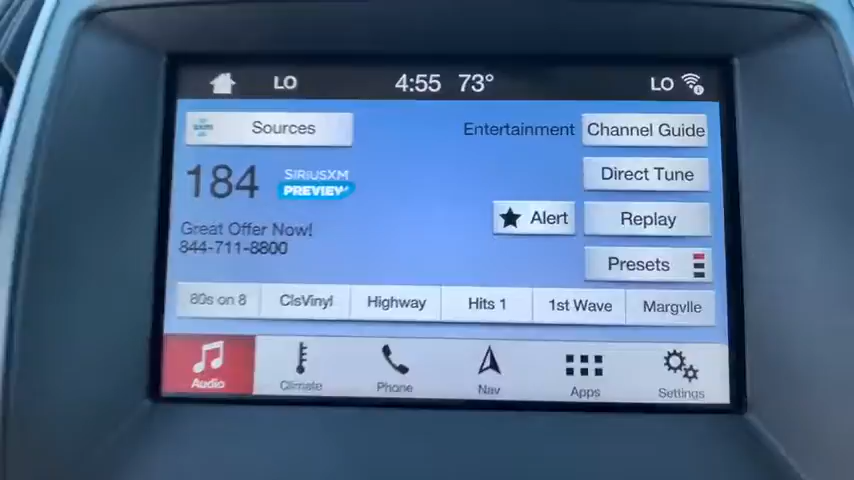 LO 4:55 73° LO
sxm Sources
Entertainment
Channel Guide
184 SIRIUSXM
PREVIEW
Direct Tune
Great Offer Now!
844-711-8800
Alert
Replay
Presets
80s on 8 ClsVinyl Highway Hits 1 1st Wave Margvlle
Audio Climate Phone Nav Apps Settings